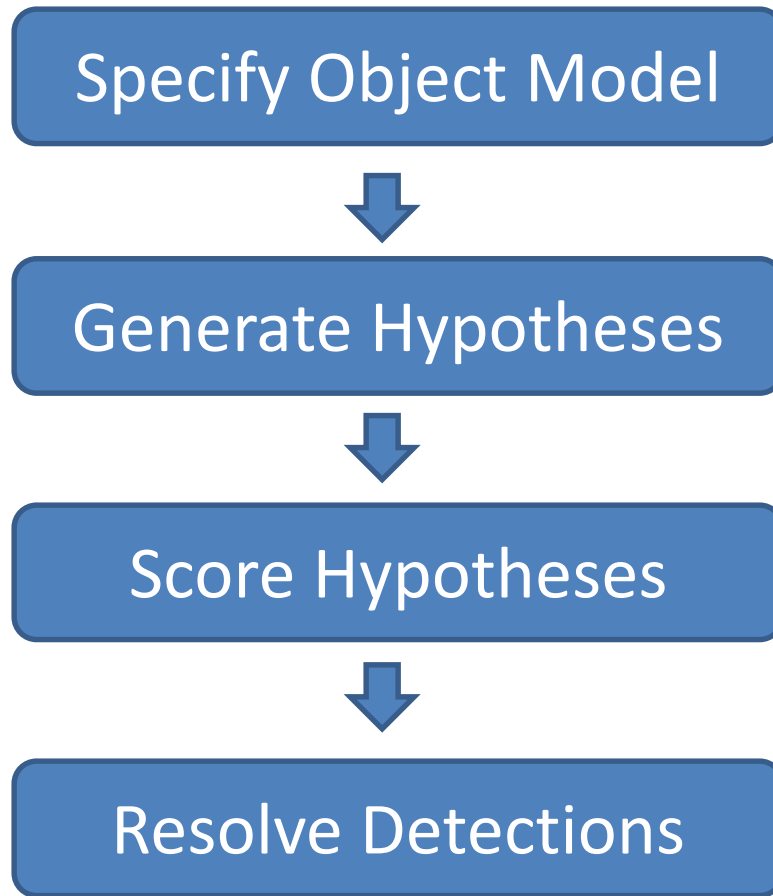 Specify Object Model
Generate Hypotheses
Score Hypotheses
Resolve Detections